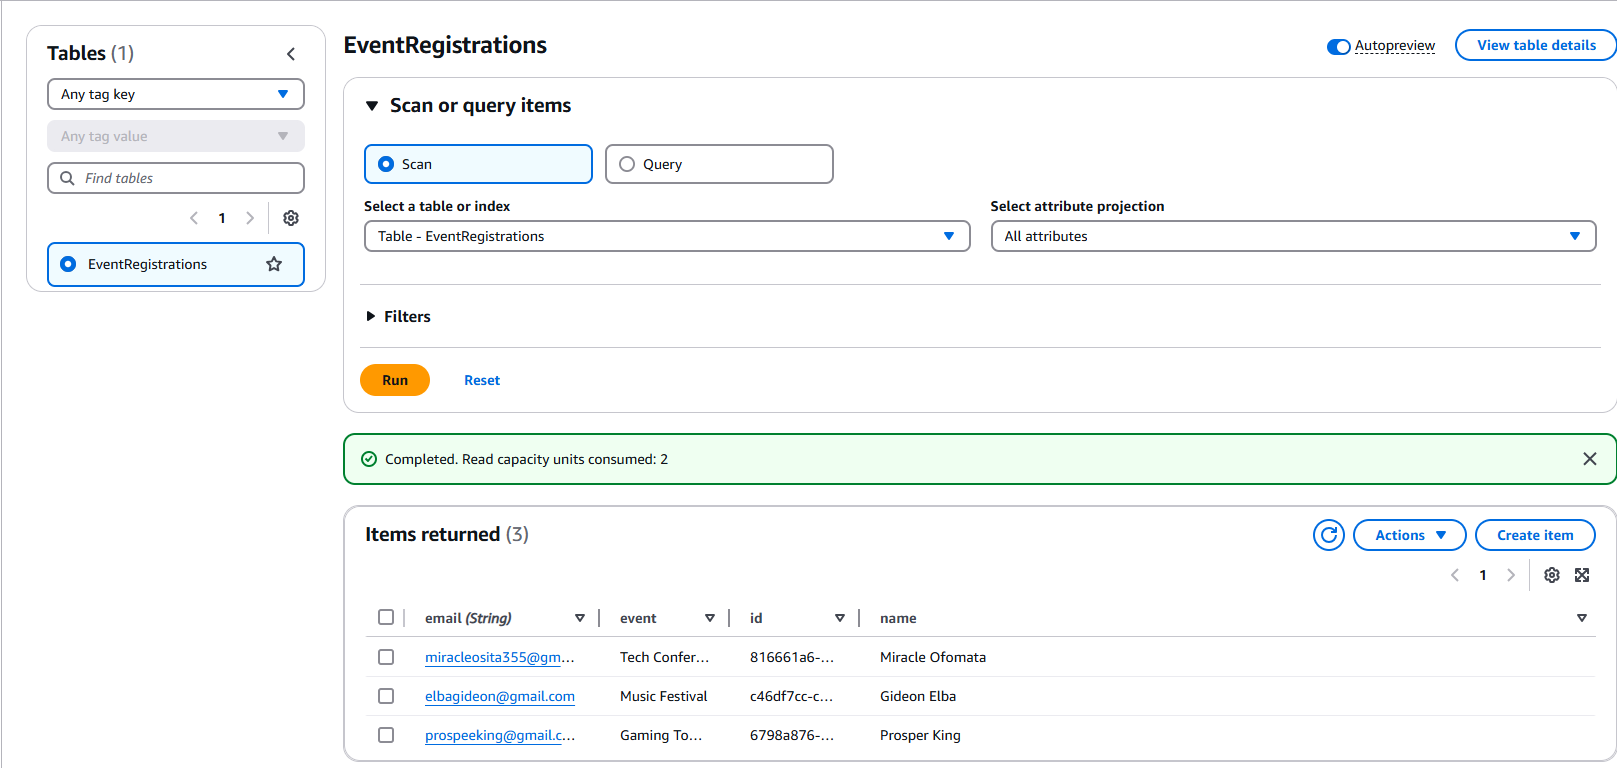 Tables (1)
Any tag key
Any tag value
Find tables
1
EventRegistrations
EventRegistrations
Autopreview
View table details
Scan or query items
Scan
Query
Select a table or index
Select attribute projection
Table - EventRegistrations
All attributes
Filters
Run
Reset
Completed. Read capacity units consumed: 2
Items returned (3)
Actions
Create item
1
email (String) event id name
miracleosita355@gm... Tech Confer... 816661a6-... Miracle Ofomata
elbagideon@gmail.com Music Festival c46df7cc-c... Gideon Elba
prospeeking@gmail.c... Gaming To... 6798a876-... Prosper King